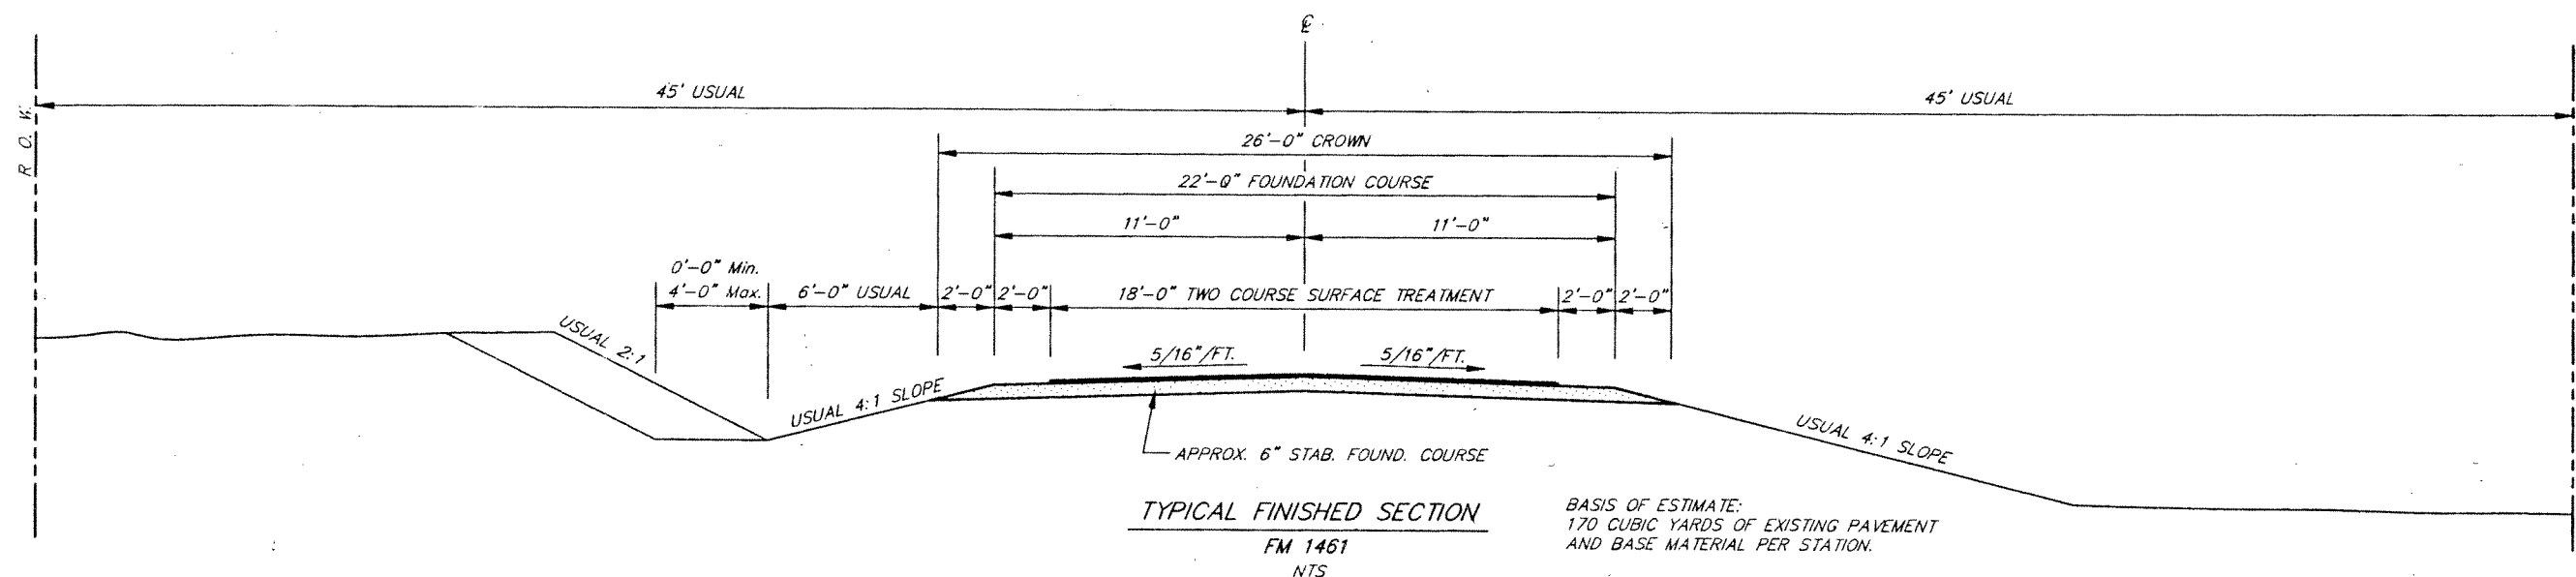 ℄
45' USUAL
45' USUAL
R. O. W.
26'-0" CROWN
22'-0" FOUNDATION COURSE
11'-0"
11'-0"
0'-0" Min.
4'-0" Max.
6'-0" USUAL
2'-0"
2'-0"
18'-0" TWO COURSE SURFACE TREATMENT
2'-0"
2'-0"
USUAL 2:1
5/16"/FT.
5/16"/FT.
USUAL 4:1 SLOPE
USUAL 4:1 SLOPE
APPROX. 6" STAB. FOUND. COURSE
TYPICAL FINISHED SECTION
FM 1461
NTS
BASIS OF ESTIMATE:
170 CUBIC YARDS OF EXISTING PAVEMENT
AND BASE MATERIAL PER STATION.